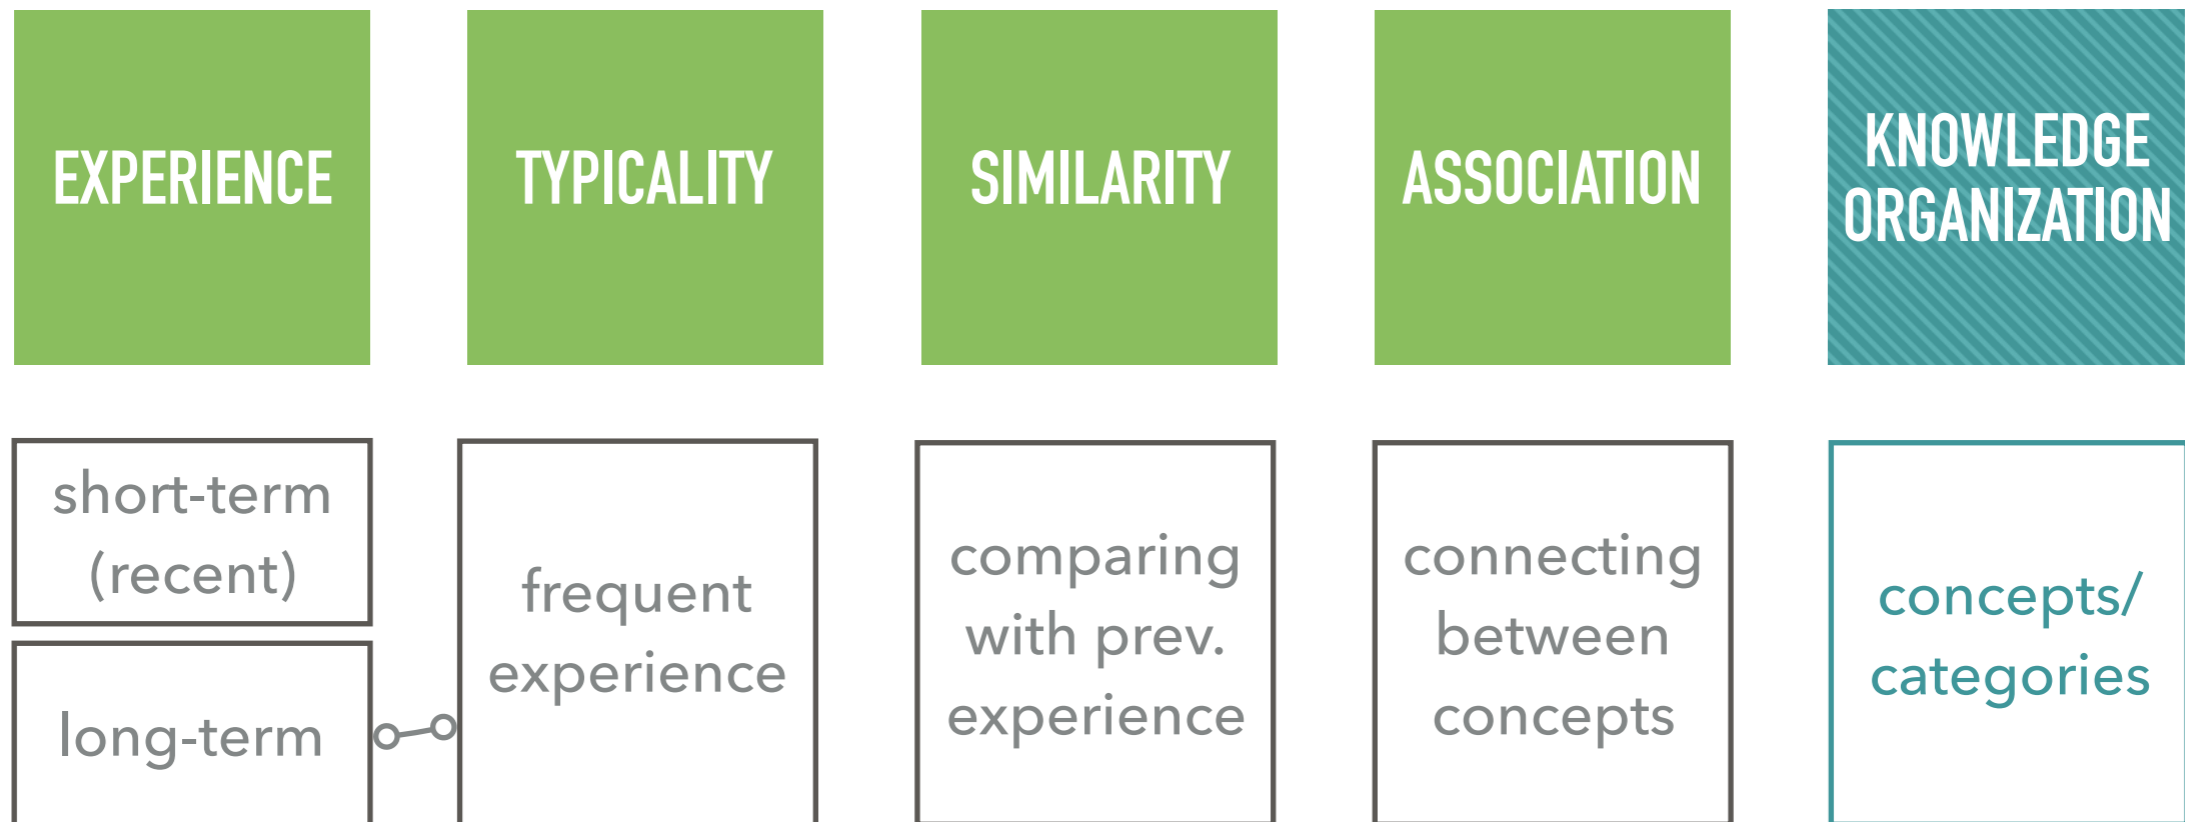 EXPERIENCE
TYPICALITY
SIMILARITY
ASSOCIATION
KNOWLEDGE
ORGANIZATION
short-term
(recent)
long-term
frequent
experience
comparing
with prev.
experience
connecting
between
concepts
concepts/
categories